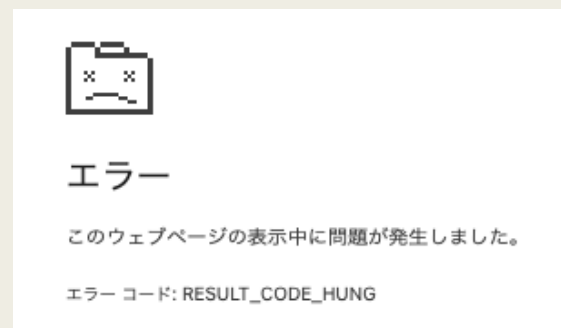 エラー
このウェブページの表示中に問題が発生しました。
エラー コード: RESULT_CODE_HUNG